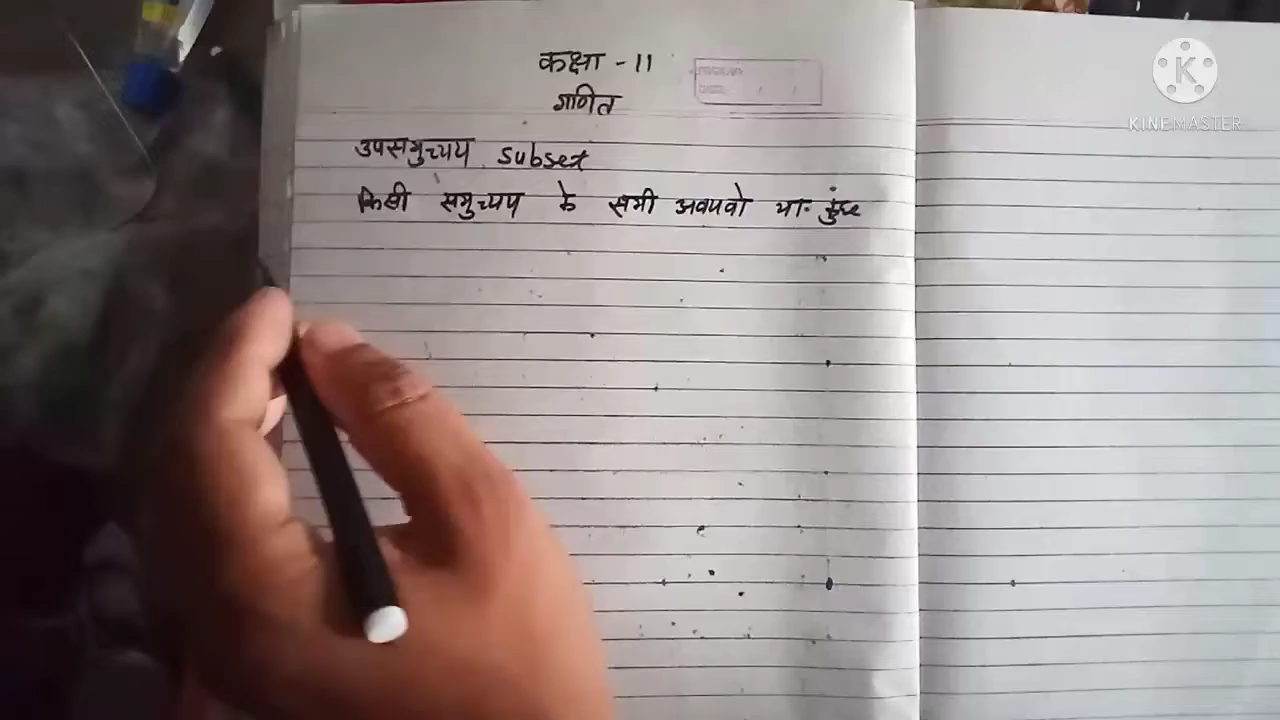 कक्षा - 11
गणित
उपसमुच्चय subset
किसी समुच्चय के सभी अवयवो या कुछ
KINEMASTER